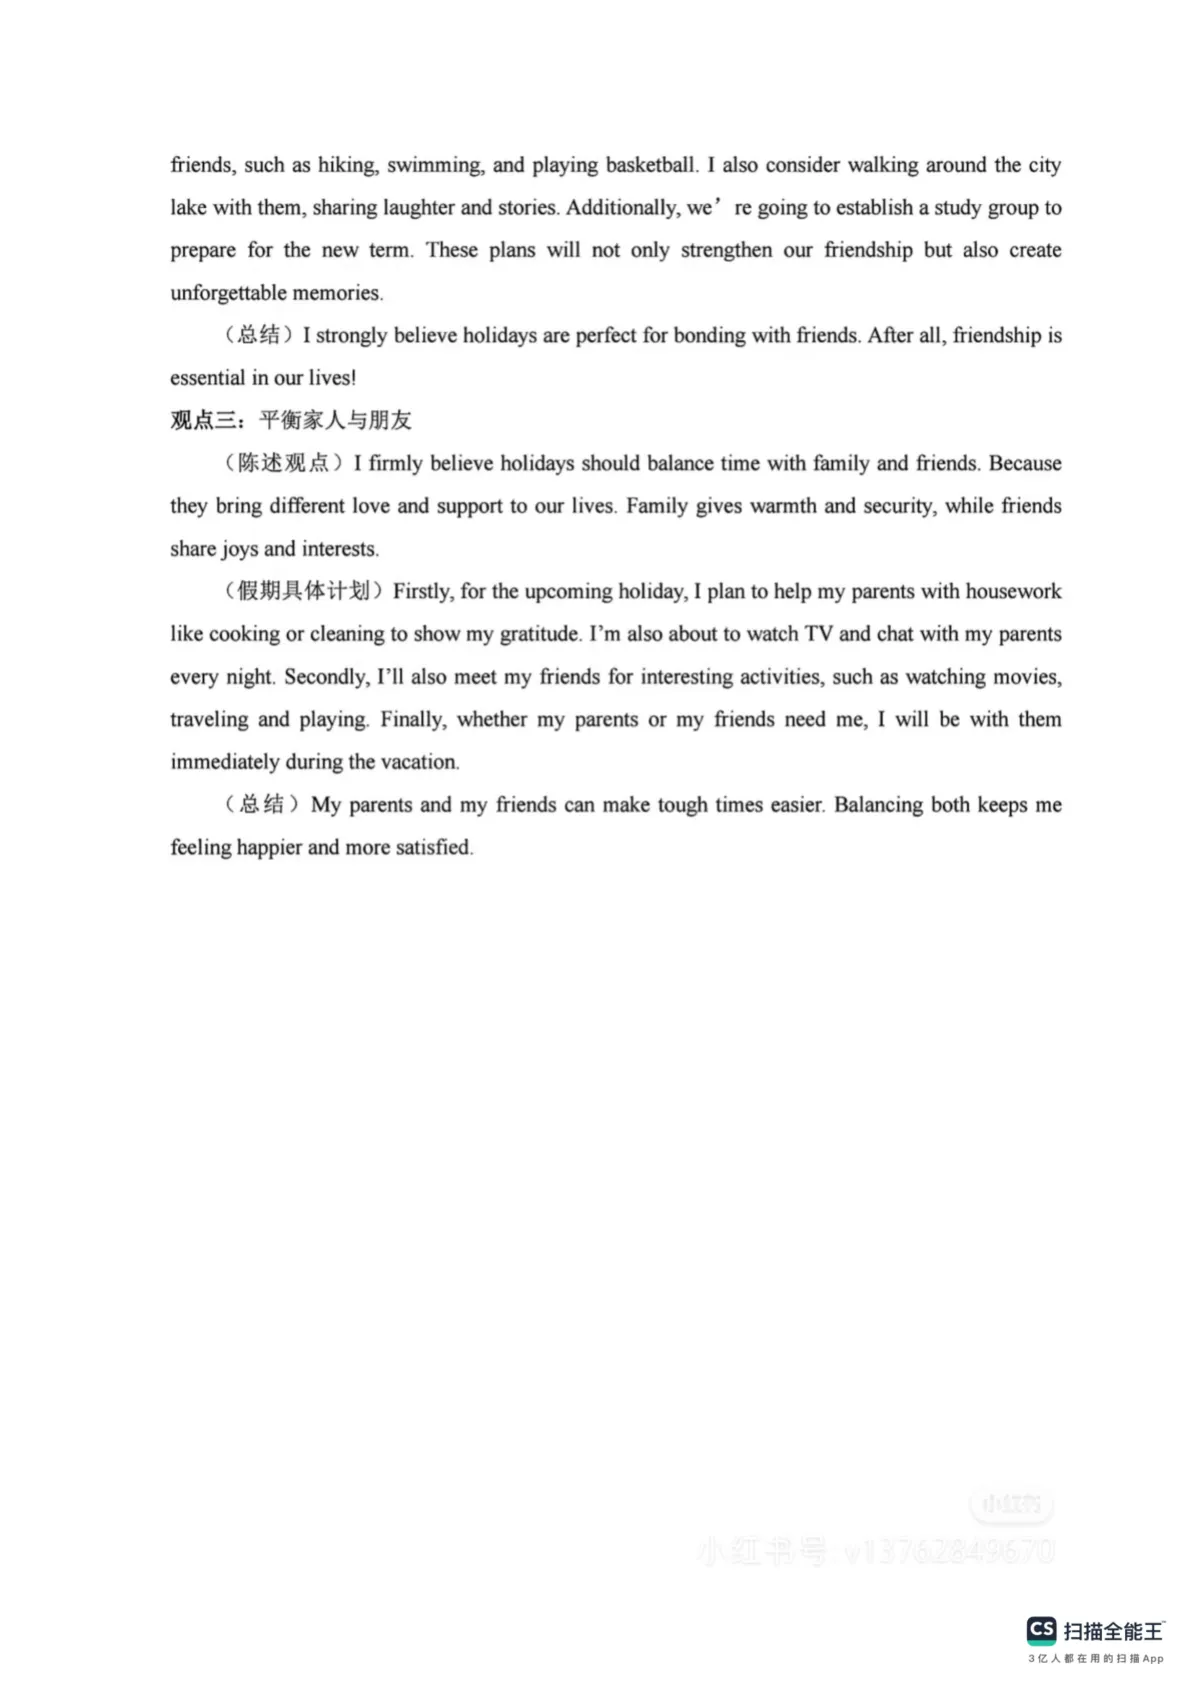 friends, such as hiking, swimming, and playing basketball. I also consider walking around the city
lake with them, sharing laughter and stories. Additionally, we’re going to establish a study group to
prepare for the new term. These plans will not only strengthen our friendship but also create
unforgettable memories.
（总结）I strongly believe holidays are perfect for bonding with friends. After all, friendship is
essential in our lives!
观点三：平衡家人与朋友
（陈述观点）I firmly believe holidays should balance time with family and friends. Because
they bring different love and support to our lives. Family gives warmth and security, while friends
share joys and interests.
（假期具体计划）Firstly, for the upcoming holiday, I plan to help my parents with housework
like cooking or cleaning to show my gratitude. I’m also about to watch TV and chat with my parents
every night. Secondly, I’ll also meet my friends for interesting activities, such as watching movies,
traveling and playing. Finally, whether my parents or my friends need me, I will be with them
immediately during the vacation.
（总结）My parents and my friends can make tough times easier. Balancing both keeps me
feeling happier and more satisfied.
小红书
小红书号:v13762849670
CS 扫描全能王™
3亿人都在用的扫描App